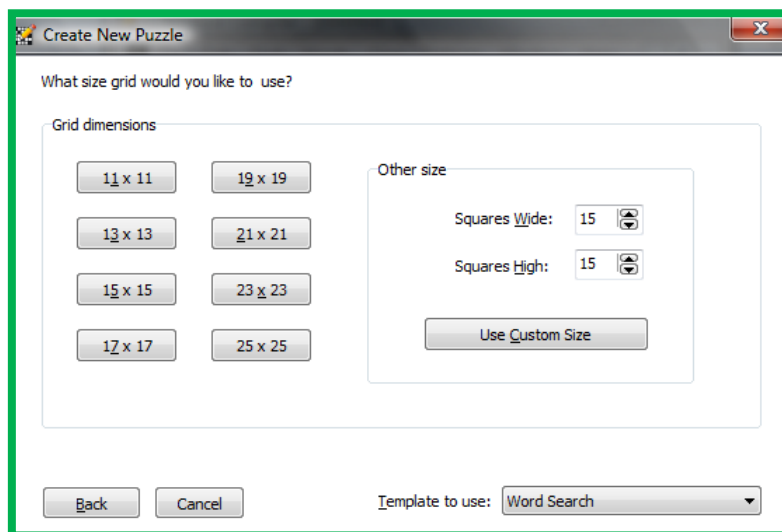 Create New Puzzle
What size grid would you like to  use?
Grid dimensions
11 x 11
19 x 19
13 x 13
21 x 21
15 x 15
23 x 23
17 x 17
25 x 25
Other size
Squares Wide: 15
Squares High: 15
Use Custom Size
Back
Cancel
Template to use: Word Search